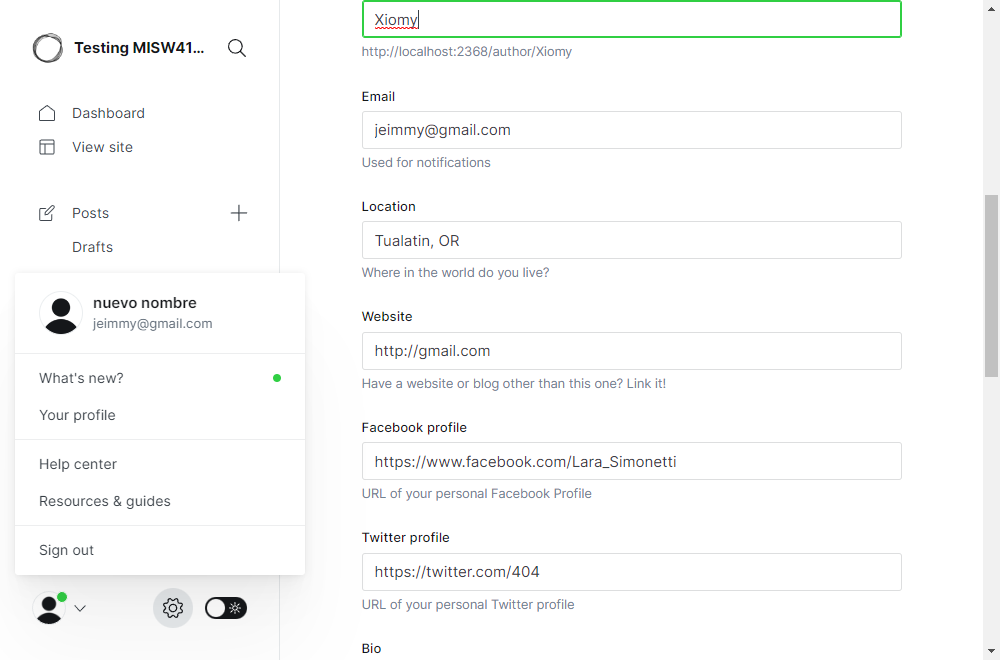 Testing MISW41...
Dashboard
View site
Posts
Drafts
nuevo nombre
jeimmy@gmail.com
What's new?
Your profile
Help center
Resources & guides
Sign out
Xiomy
http://localhost:2368/author/Xiomy
Email
jeimmy@gmail.com
Used for notifications
Location
Tualatin, OR
Where in the world do you live?
Website
http://gmail.com
Have a website or blog other than this one? Link it!
Facebook profile
https://www.facebook.com/Lara_Simonetti
URL of your personal Facebook Profile
Twitter profile
https://twitter.com/404
URL of your personal Twitter profile
Bio